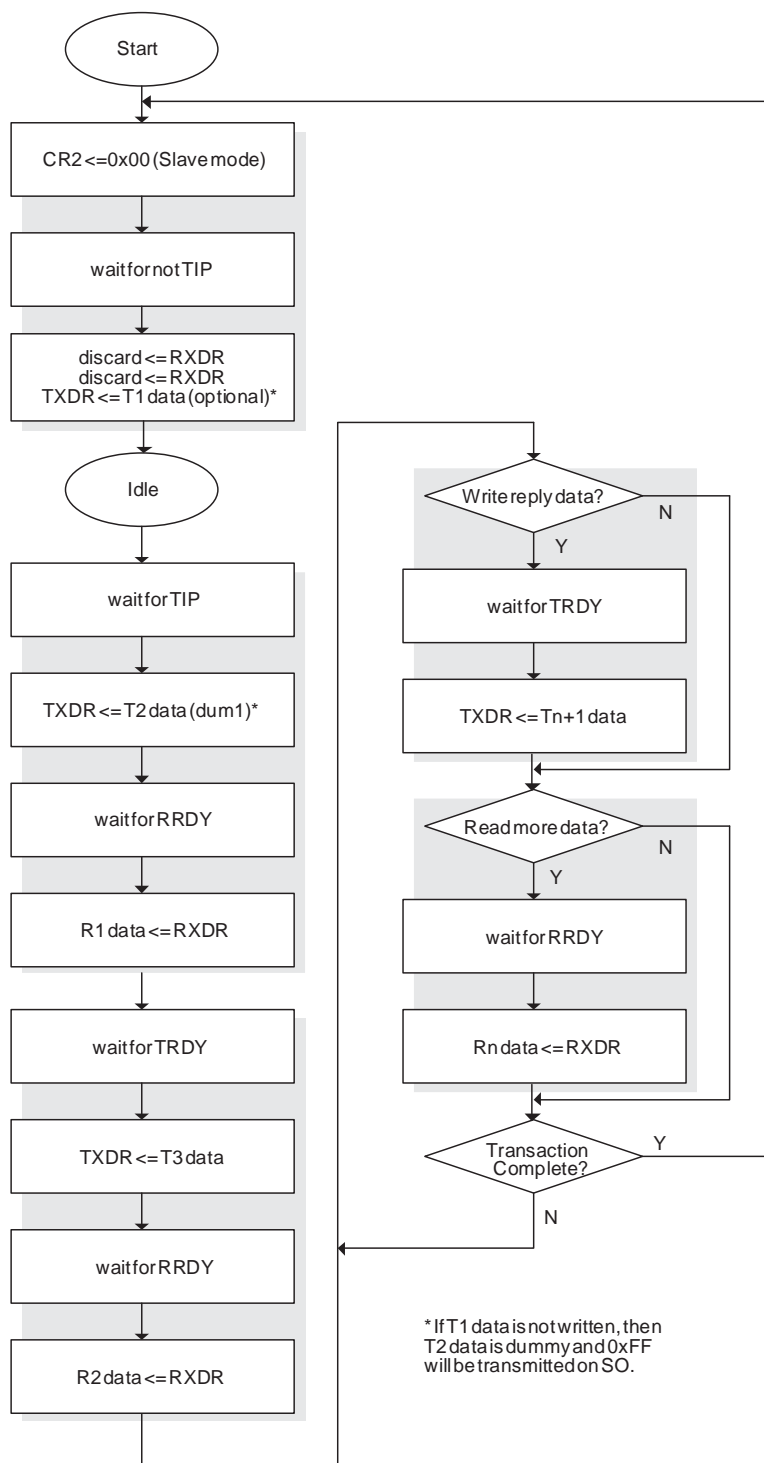 Start
CR2<=0x00 (Slave mode)
wait for not TIP
discard <= RXDR
discard <= RXDR
TXDR <= T1 data (optional)*
Idle
wait for TIP
TXDR <= T2 data (dum1)*
wait for RRDY
R1 data <= RXDR
wait for TRDY
TXDR <= T3 data
wait for RRDY
R2 data <= RXDR
Write reply data?
N
Y
wait for TRDY
TXDR <= Tn+1 data
Read more data?
N
Y
wait for RRDY
Rn data <= RXDR
Transaction
Complete?
Y
N
* If T1 data is not written, then
T2 data is dummy and 0xFF
will be transmitted on SO.